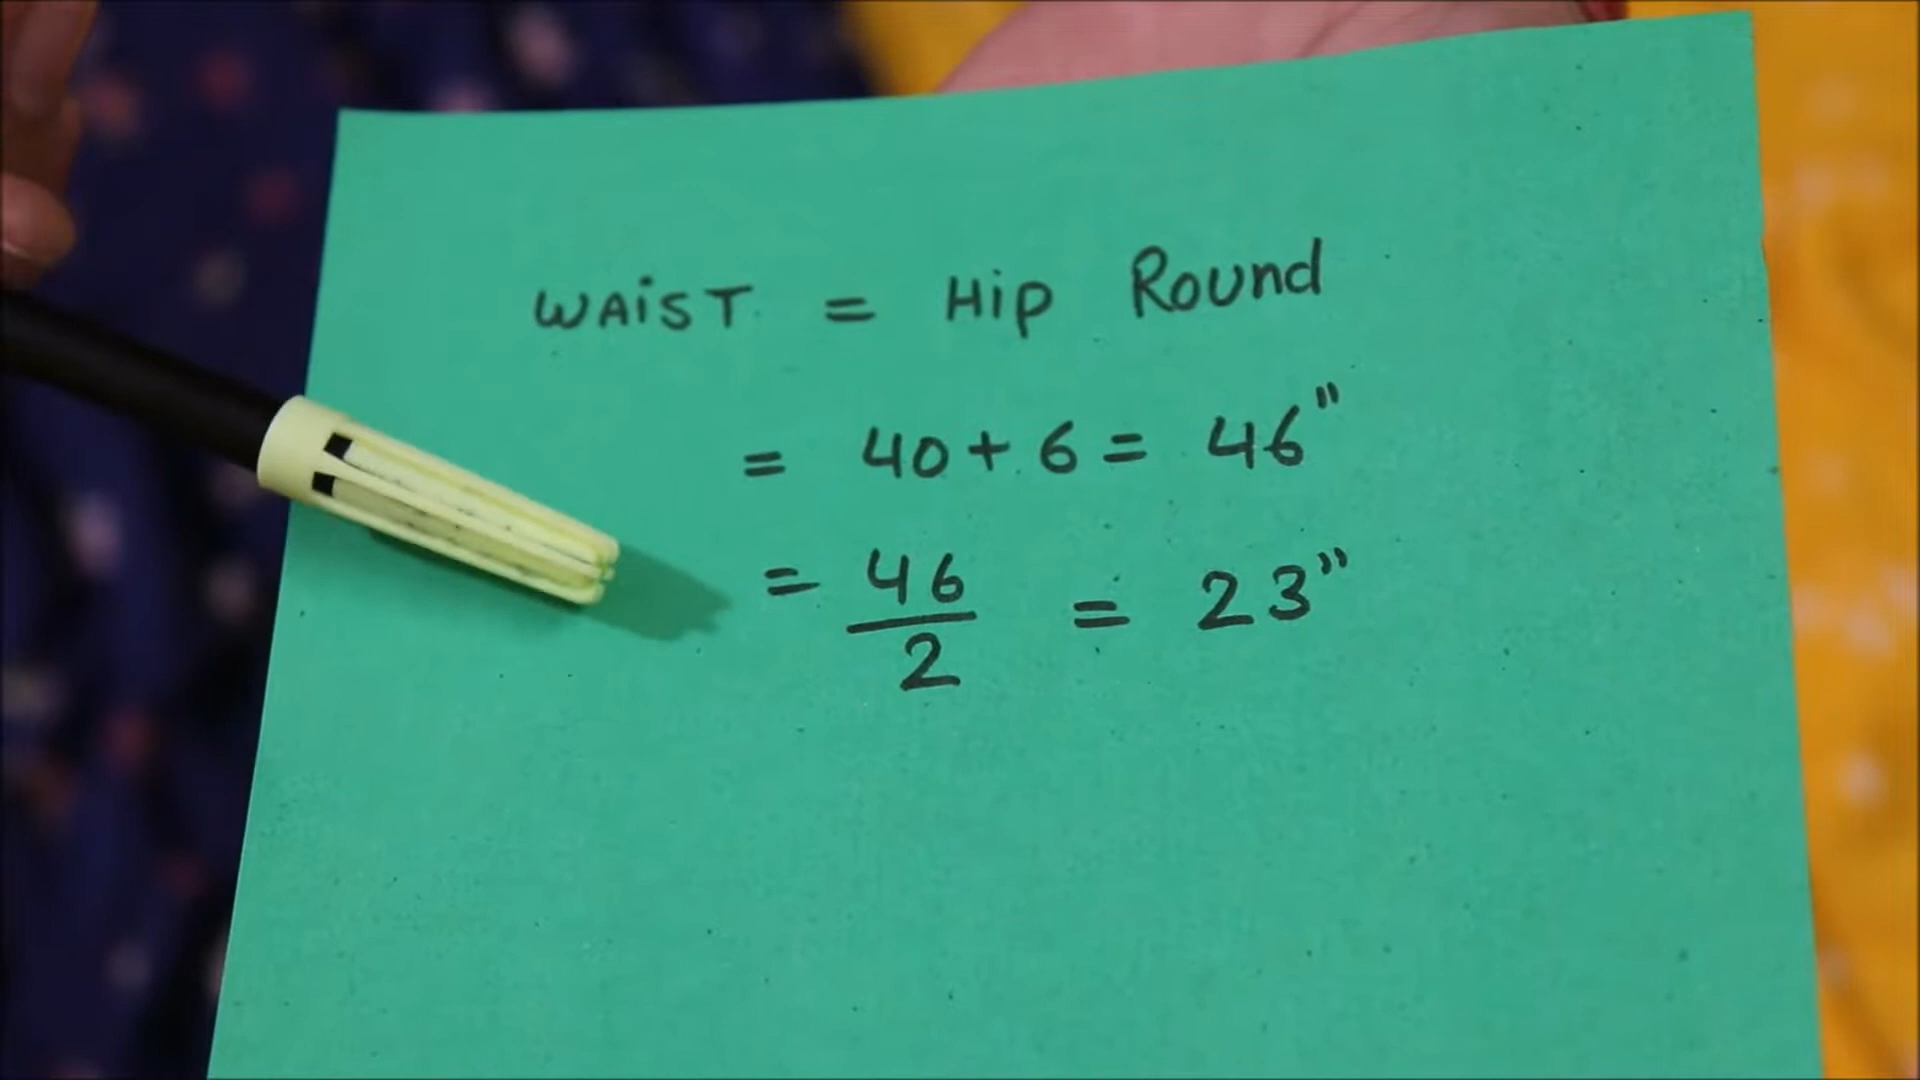 WAiST = Hip Round
= 40 + 6 = 46"
= 46/2 = 23"